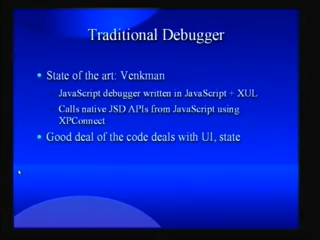 Traditional Debugger
State of the art: Venkman
JavaScript debugger written in JavaScript + XUL
Calls native JSD APIs from JavaScript using
XPConnect
Good deal of the code deals with UI, state